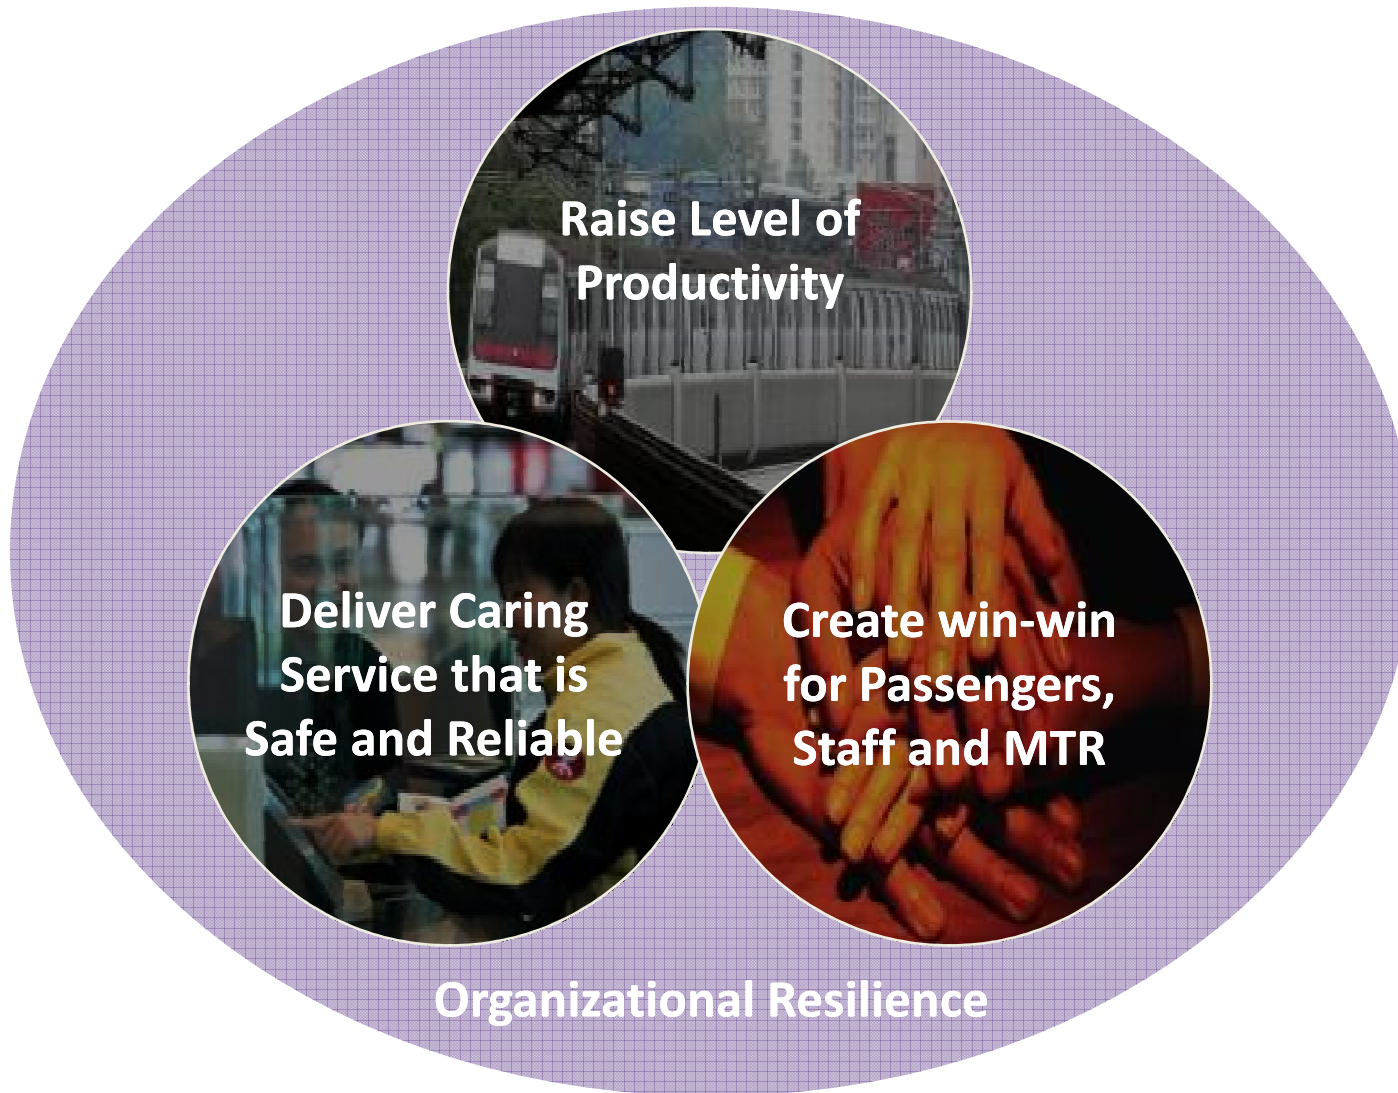 Raise Level of
Productivity
Deliver Caring
Service that is
Safe and Reliable
Create win-win
for Passengers,
Staff and MTR
Organizational Resilience